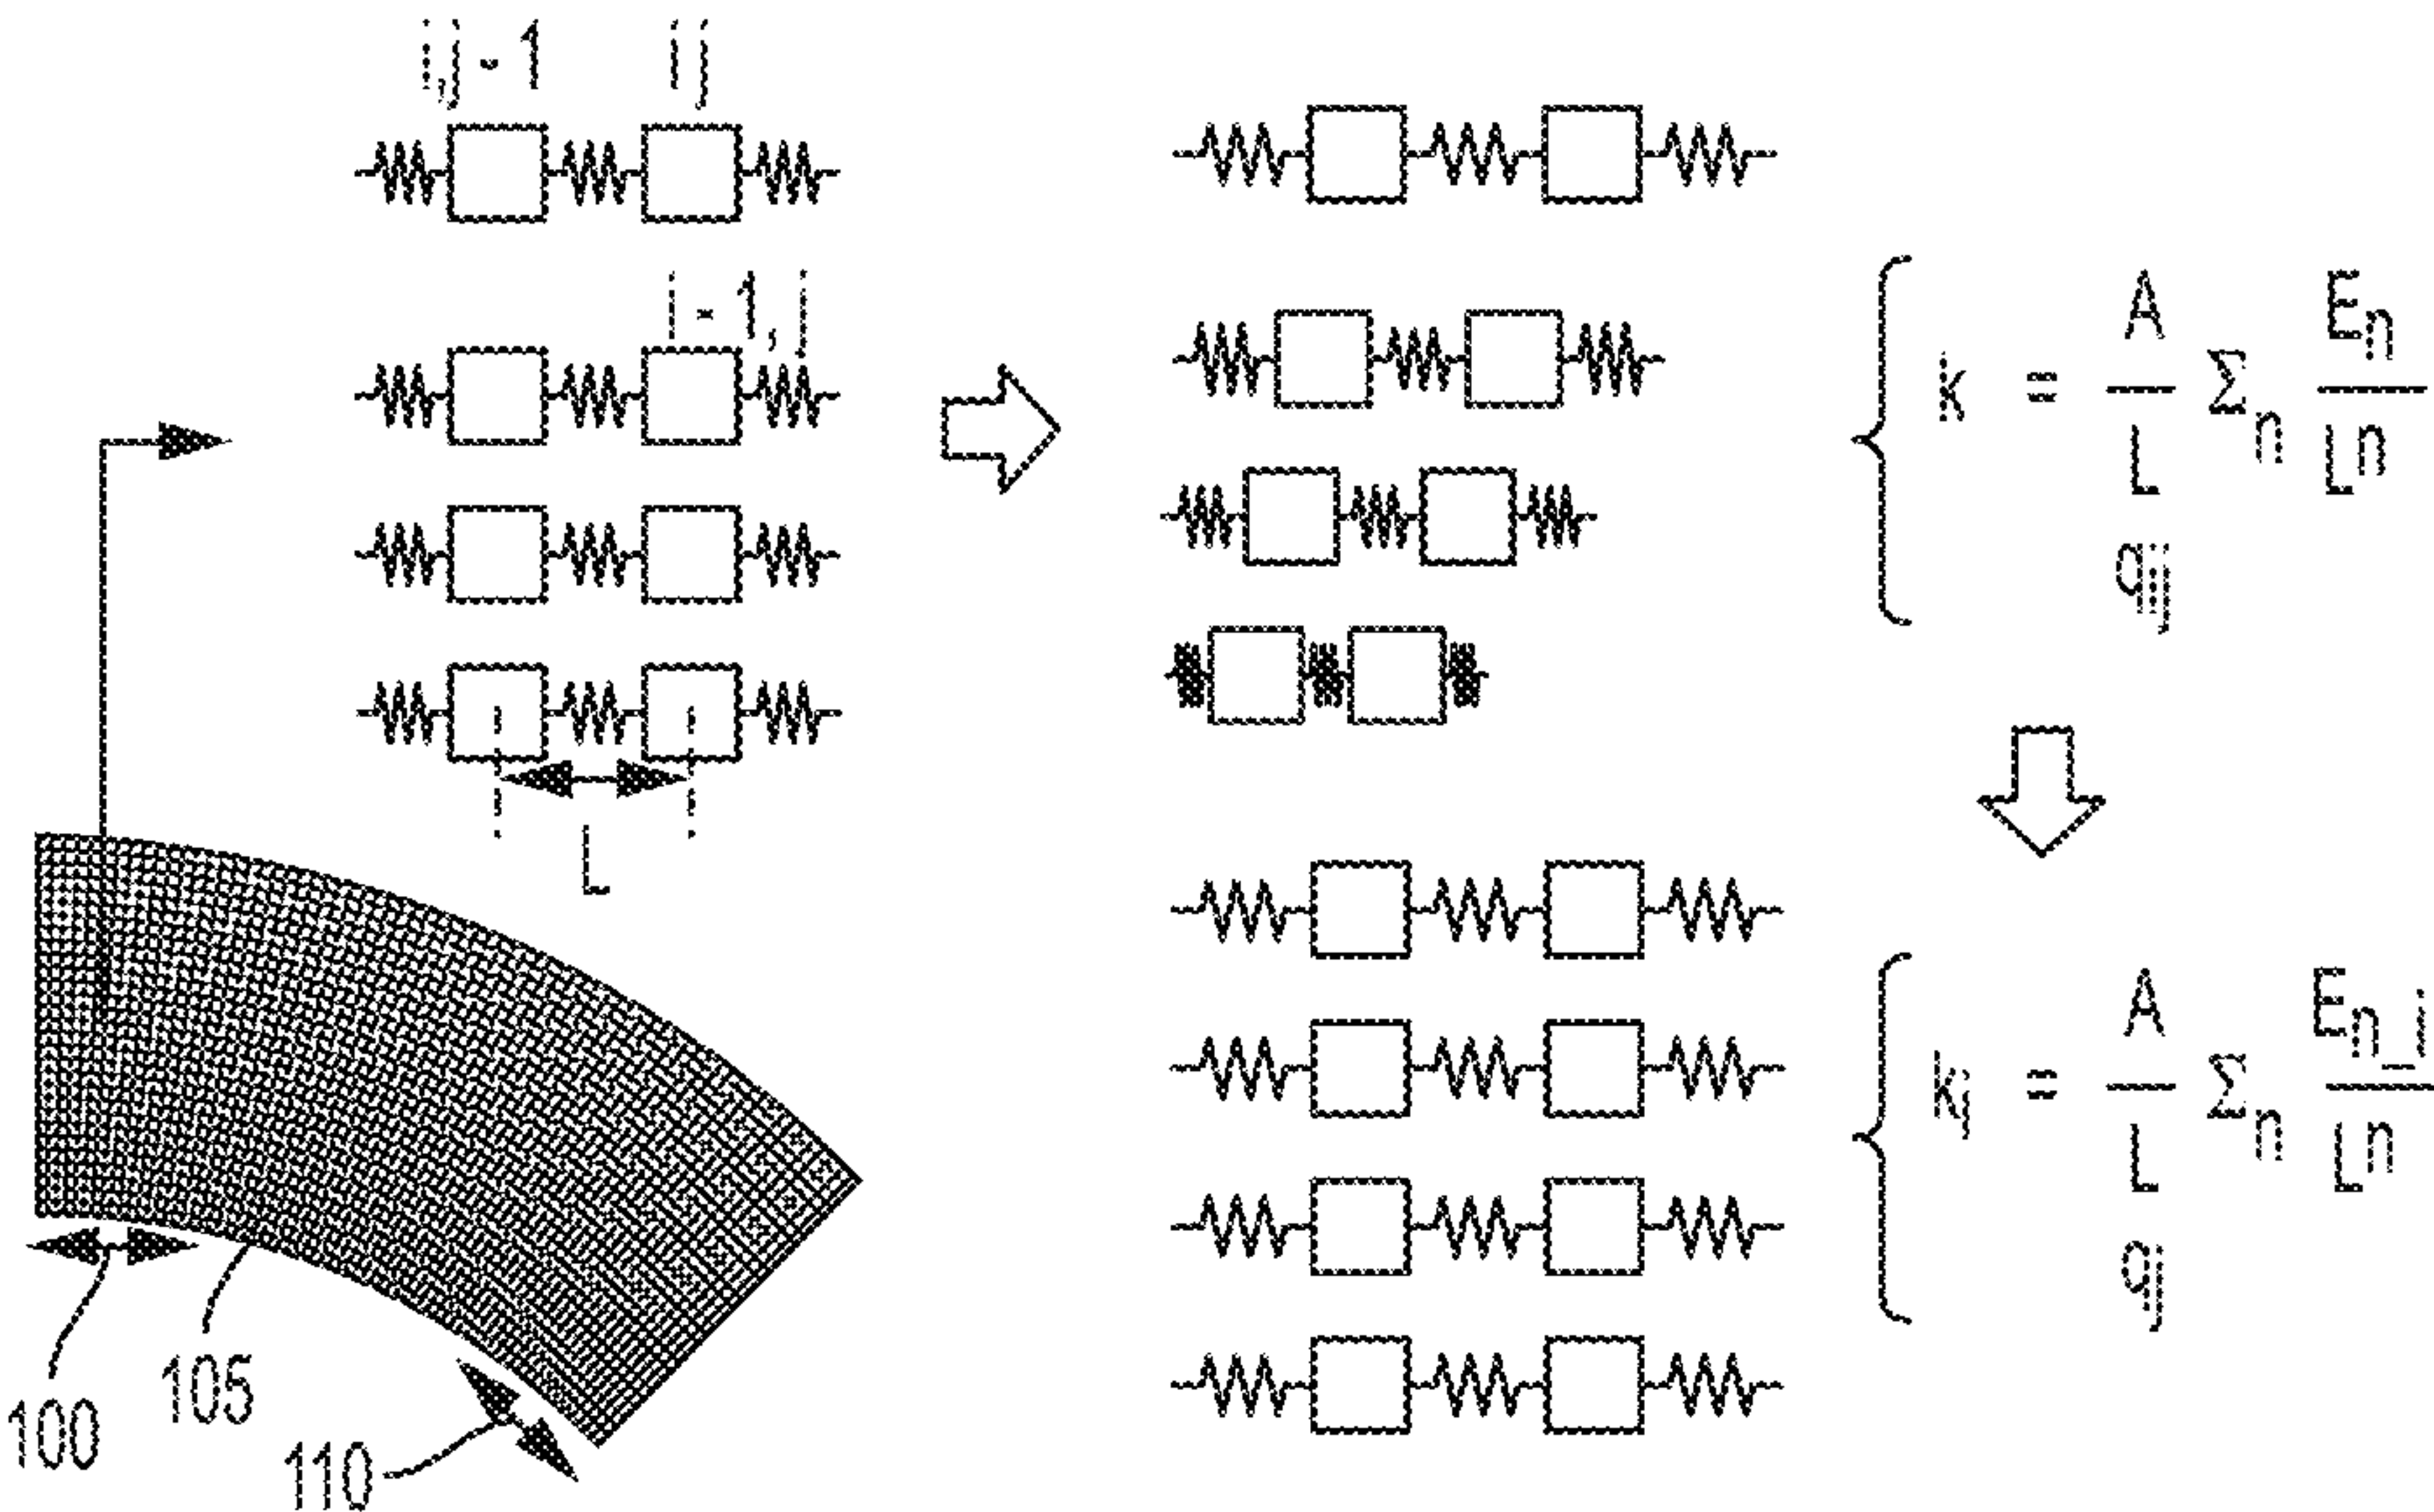 i,j - 1
i j
i - 1, j
L
k = A/L Σn En/Ln
qij
kj = A/L Σn En_j/Ln
qj
100
105
110